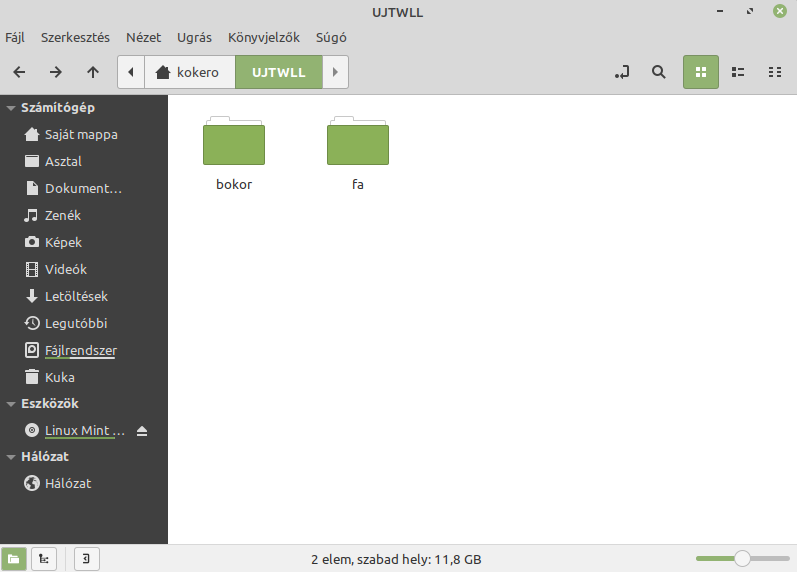 UJTWLL
Fájl Szerkesztés Nézet Ugrás Könyvjelzők Súgó
kokero UJTWLL
Számítógép
Saját mappa
Asztal
Dokument...
Zenék
Képek
Videók
Letöltések
Legutóbbi
Fájlrendszer
Kuka
Eszközök
Linux Mint ...
Hálózat
Hálózat
bokor fa
2 elem, szabad hely: 11,8 GB